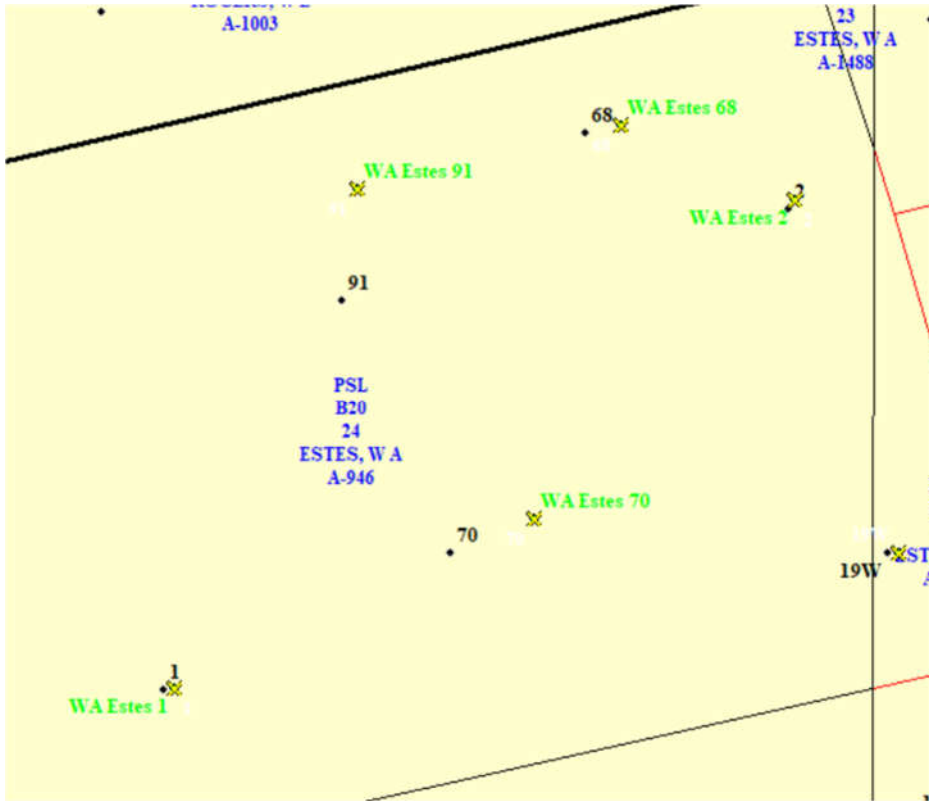 A-1003
23
ESTES, W A
A-1488
68
WA Estes 68
WA Estes 91
2
WA Estes 2
91
PSL
B20
24
ESTES, W A
A-946
WA Estes 70
70
19W
1
WA Estes 1